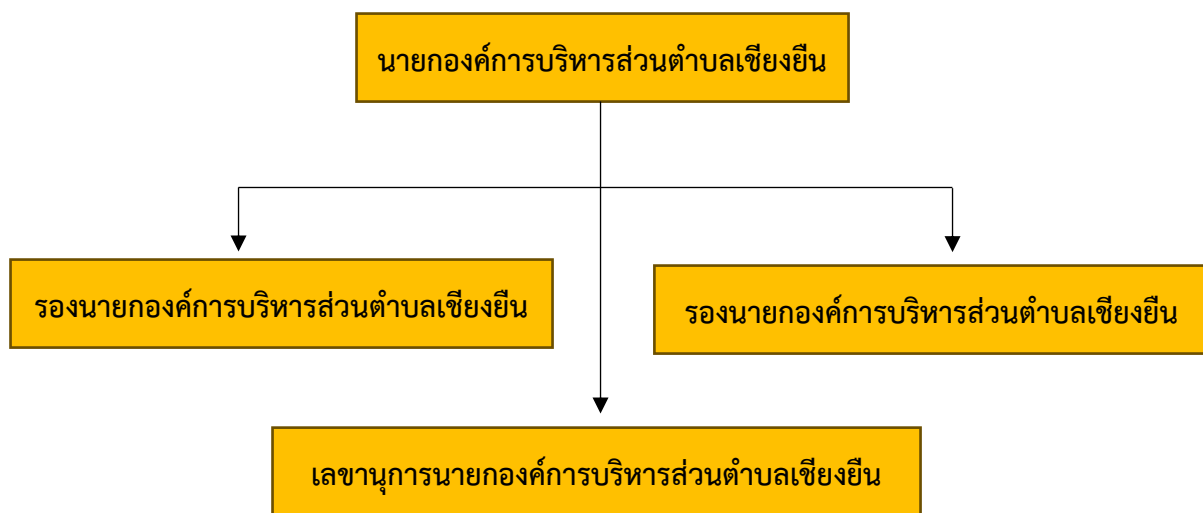 นายกองค์การบริหารส่วนตำบลเชียงยืน
รองนายกองค์การบริหารส่วนตำบลเชียงยืน
รองนายกองค์การบริหารส่วนตำบลเชียงยืน
เลขานุการนายกองค์การบริหารส่วนตำบลเชียงยืน